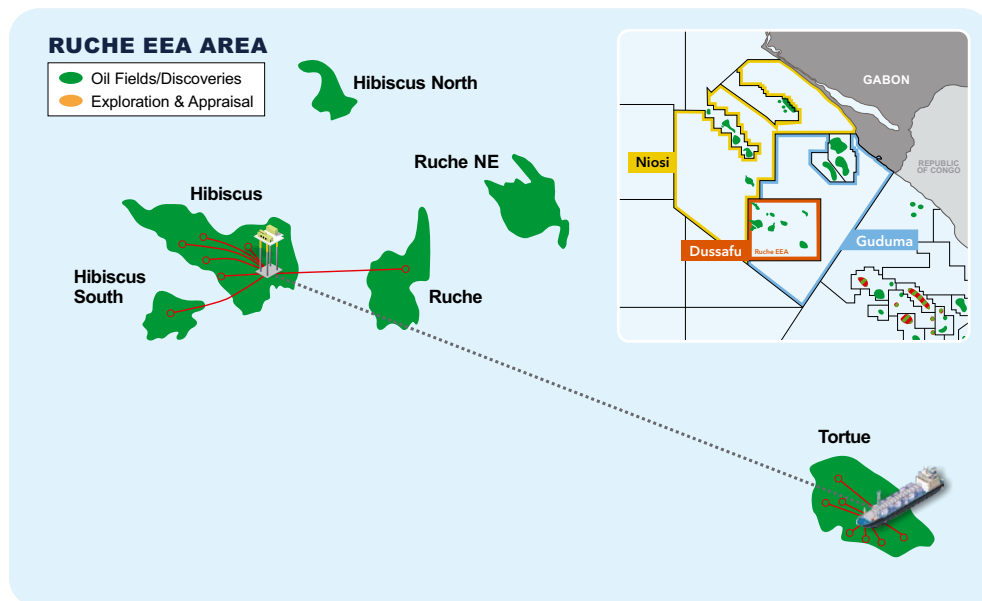 RUCHE EEA AREA
Oil Fields/Discoveries
Exploration & Appraisal
Hibiscus North
Ruche NE
Hibiscus
Hibiscus
South
Ruche
Tortue
GABON
REPUBLIC
OF CONGO
Niosi
Dussafu
Ruche EEA
Guduma